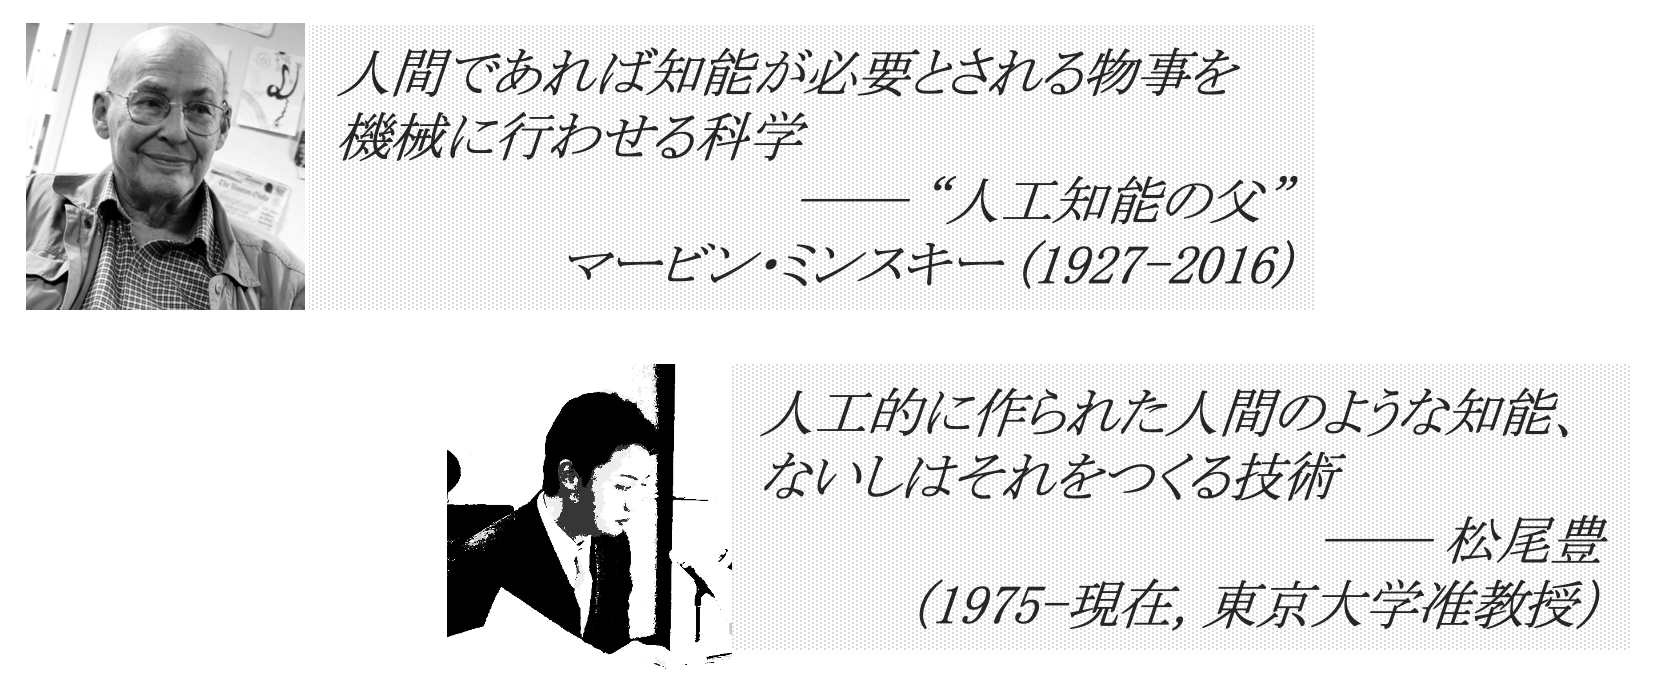 人間であれば知能が必要とされる物事を
機械に行わせる科学
――“人工知能の父”
マービン・ミンスキー (1927-2016)
人工的に作られた人間のような知能、
ないしはそれをつくる技術
―― 松尾豊
(1975-現在, 東京大学准教授)